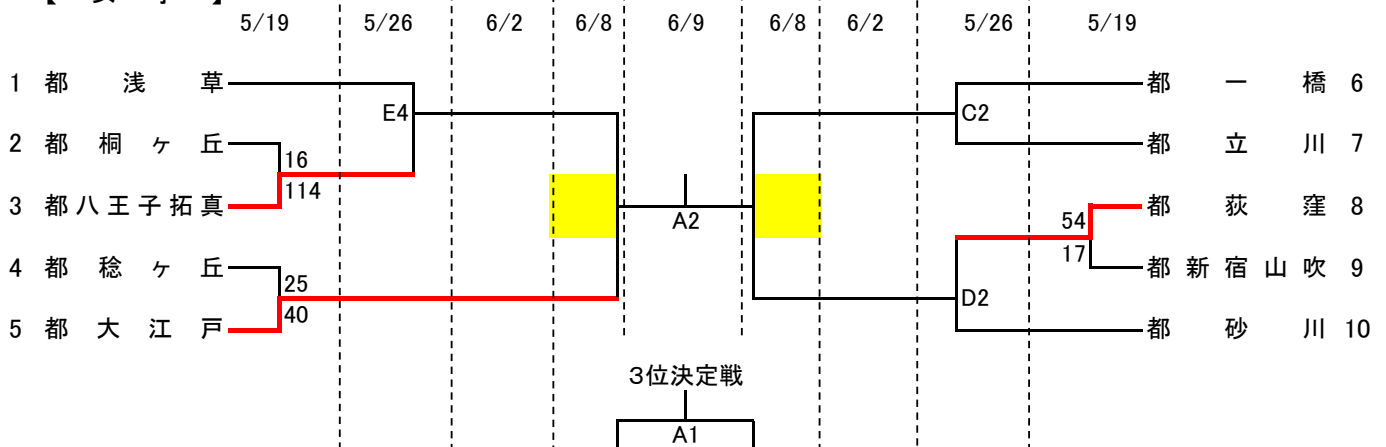 5/19 5/26 6/2 6/8 6/9 6/8 6/2 5/26 5/19
1 都浅草 都一橋 6
E4 C2
2 都桐ヶ丘 都立川 7
16
114
3 都八王子拓真 都荻窪 8
A2 54
17
4 都稔ヶ丘 都新宿山吹 9
25
40 D2
5 都大江戸 都砂川 10
3位決定戦
A1